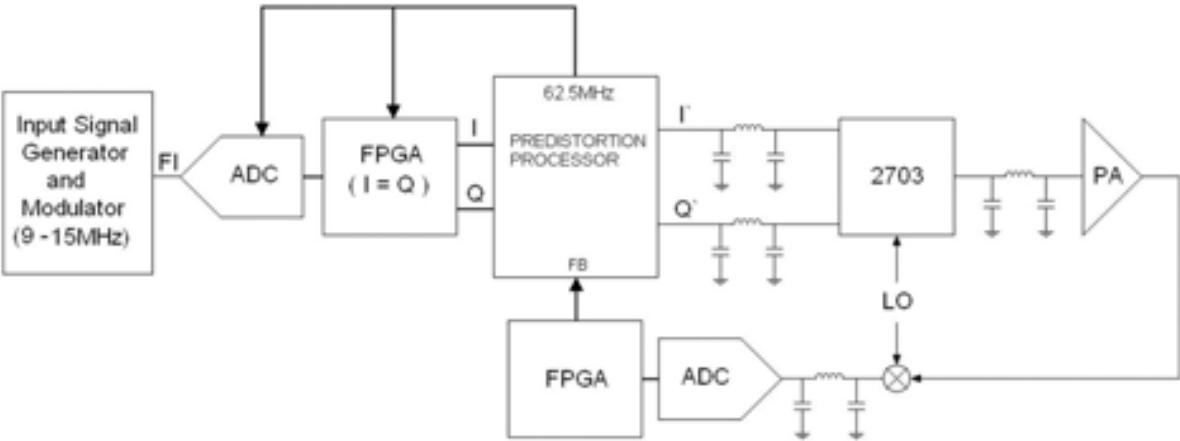 Input Signal
Generator
and
Modulator
(9 - 15MHz)
FI
ADC
FPGA
( I = Q )
I
Q
62.5MHz
PREDISTORTION
PROCESSOR
FB
I`
Q`
2703
PA
LO
FPGA
ADC